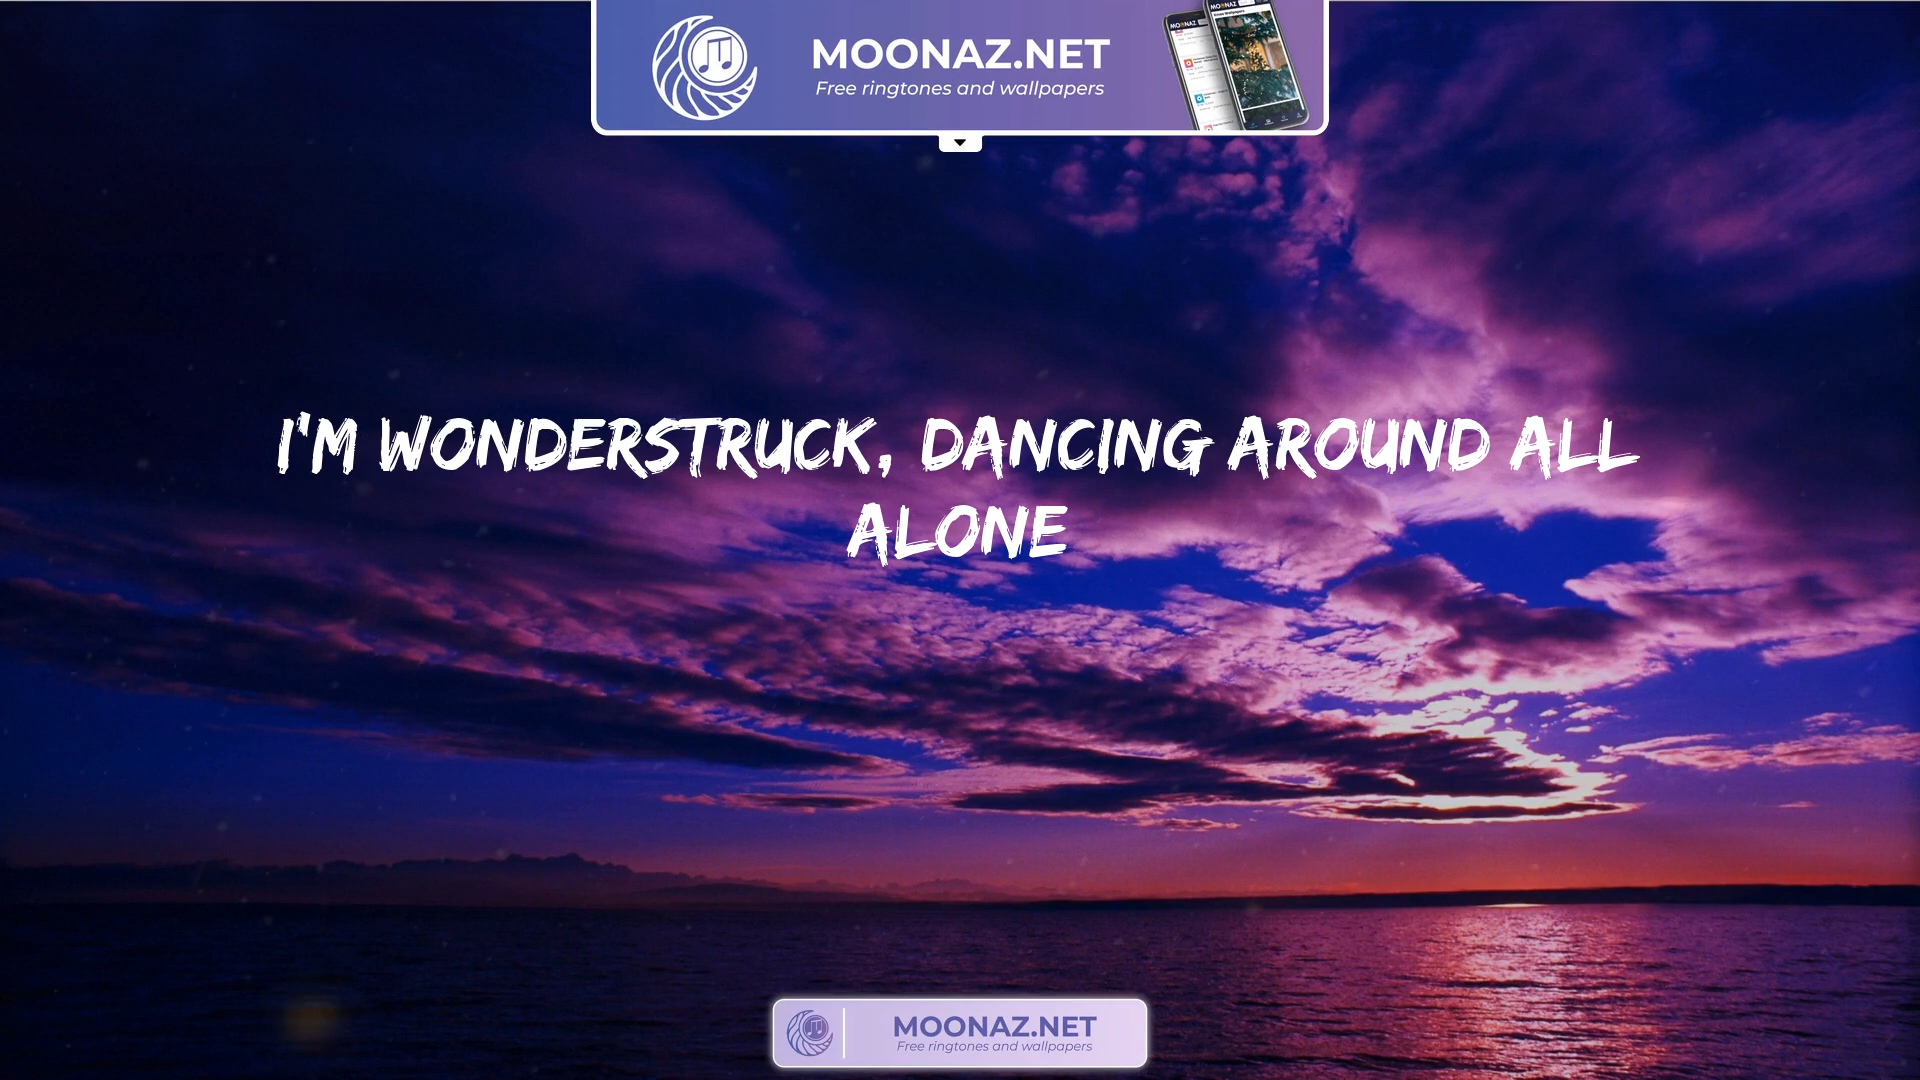 MOONAZ.NET
Free ringtones and wallpapers
I'M WONDERSTRUCK, DANCING AROUND ALL
ALONE
MOONAZ.NET
Free ringtones and wallpapers